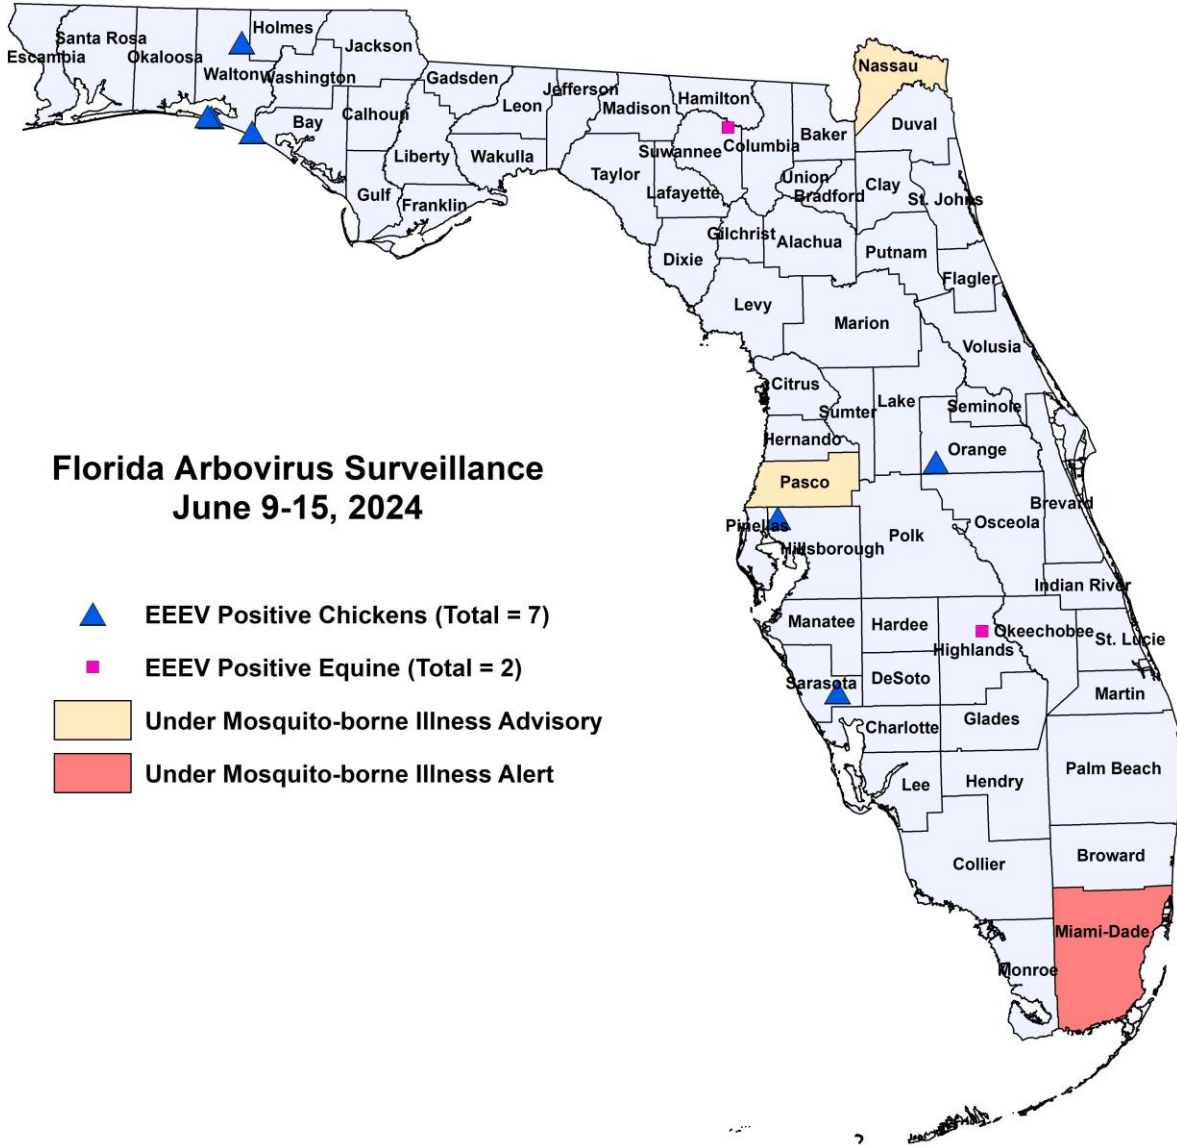 Holmes
Santa Rosa
Jackson
Escambia
Okaloosa
Walton
Washington
Gadsden
Jefferson
Nassau
Leon
Madison
Hamilton
Calhoun
Bay
Duval
Baker
Suwannee
Columbia
Liberty
Wakulla
Taylor
Union
Clay
Lafayette
Bradford
St. Johns
Gulf
Franklin
Gilchrist
Alachua
Putnam
Dixie
Flagler
Levy
Marion
Volusia
Citrus
Lake
Sumter
Seminole
Hernando
Orange
Florida Arbovirus Surveillance
June 9-15, 2024
Pasco
Brevard
Pinellas
Osceola
Polk
Hillsborough
Indian River
EEEV Positive Chickens (Total = 7)
Manatee
Hardee
Okeechobee
St. Lucie
Highlands
EEEV Positive Equine (Total = 2)
Sarasota
DeSoto
Martin
Under Mosquito-borne Illness Advisory
Charlotte
Glades
Under Mosquito-borne Illness Alert
Palm Beach
Lee
Hendry
Collier
Broward
Miami-Dade
Monroe